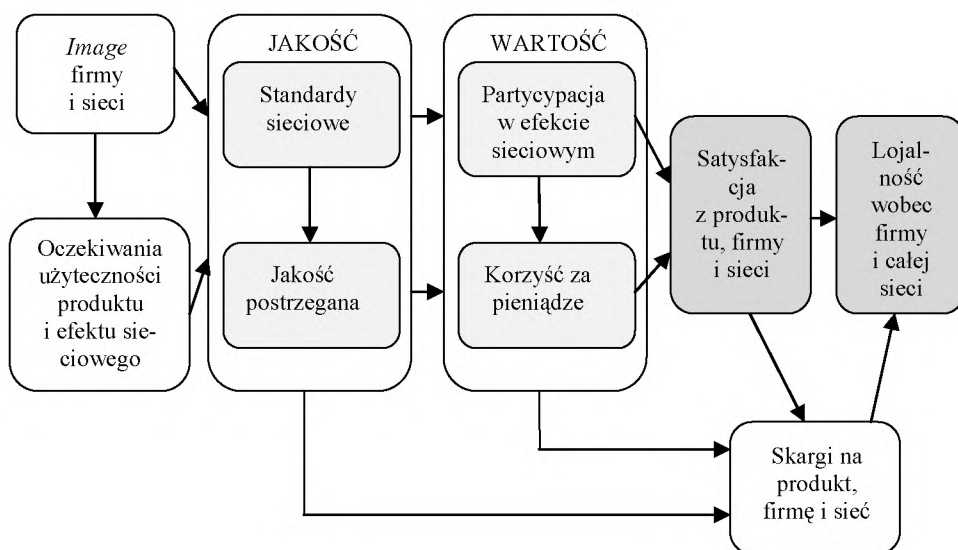 Image
firmy
i sieci
Oczekiwania
użyteczności
produktu
i efektu sie-
ciowego
JAKOŚĆ
Standardy
sieciowe
Jakość
postrzegana
WARTOŚĆ
Partycypacja
w efekcie
sieciowym
Korzyść za
pieniądze
Satysfak-
cja
z produk-
tu, firmy
i sieci
Lojal-
ność
wobec
firmy
i całej
sieci
Skargi na
produkt,
firmę i sieć